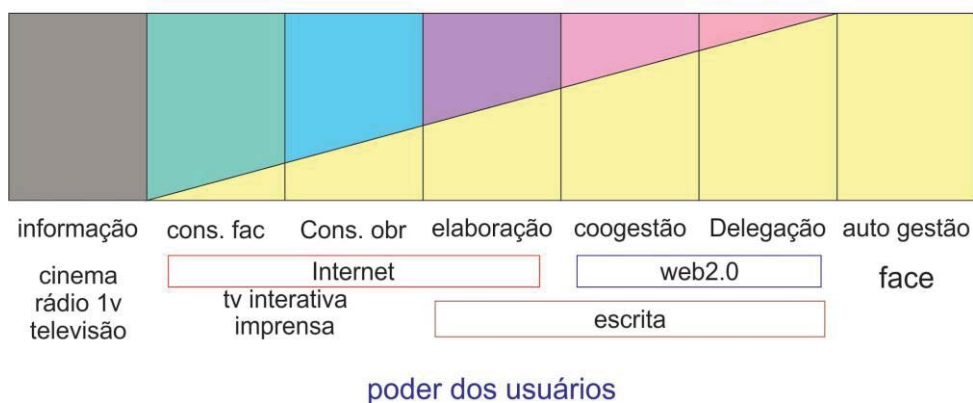 informação
cons. fac
Cons. obr
elaboração
coogestão
Delegação
auto gestão
cinema
rádio 1v
televisão
Internet
tv interativa
imprensa
web2.0
escrita
face
poder dos usuários